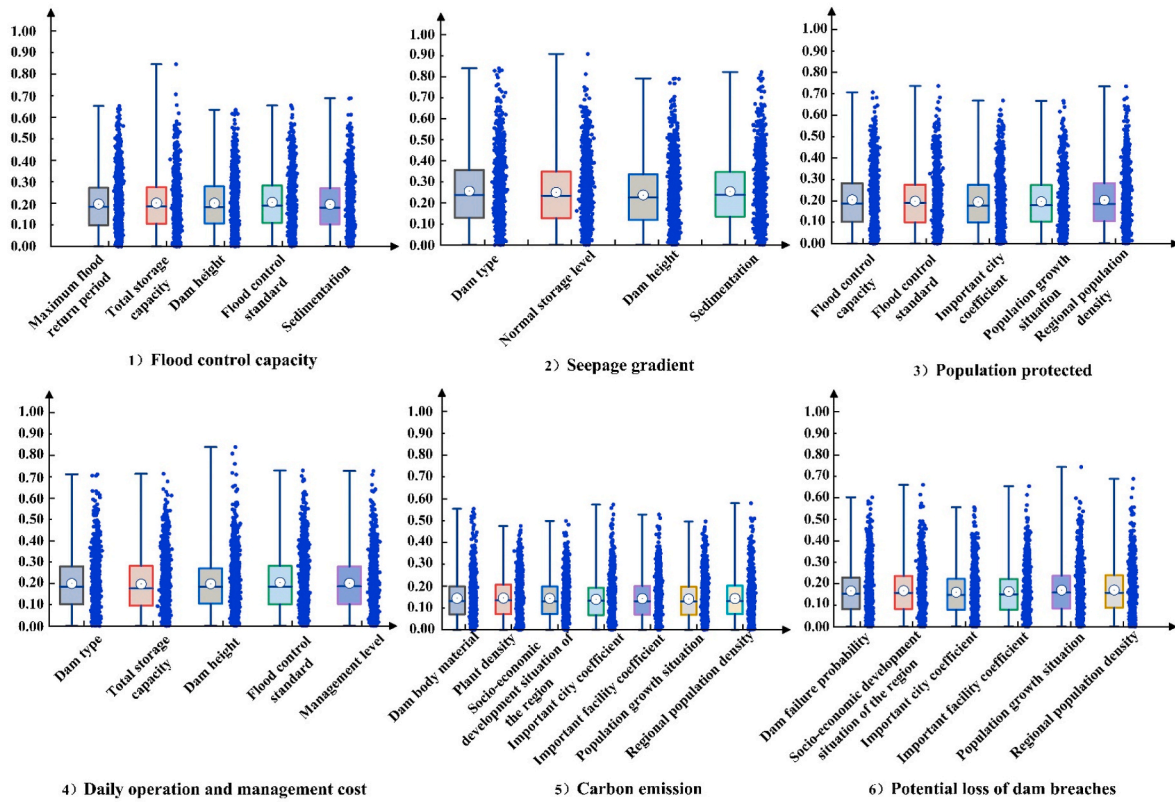 1.00
0.90
0.80
0.70
0.60
0.50
0.40
0.30
0.20
0.10
0.00
Maximum flood
return period
Total storage
capacity
Dam height
Flood control
standard
Sedimentation
1）Flood control capacity
1.00
0.90
0.80
0.70
0.60
0.50
0.40
0.30
0.20
0.10
0.00
Dam type
Normal storage level
Dam height
Sedimentation
2）Seepage gradient
1.00
0.90
0.80
0.70
0.60
0.50
0.40
0.30
0.20
0.10
0.00
Flood control
capacity
Flood control
standard
Important city
coefficient
Population growth
situation
Regional population
density
3）Population protected
1.00
0.90
0.80
0.70
0.60
0.50
0.40
0.30
0.20
0.10
0.00
Dam type
Total storage
capacity
Dam height
Flood control
standard
Management level
4）Daily operation and management cost
1.00
0.90
0.80
0.70
0.60
0.50
0.40
0.30
0.20
0.10
0.00
Dam body material
Plant density
Socio-economic
development situation of
the region
Important city coefficient
Important facility coefficient
Population growth situation
Regional population density
5）Carbon emission
1.00
0.90
0.80
0.70
0.60
0.50
0.40
0.30
0.20
0.10
0.00
Dam failure probability
Socio-economic development
situation of the region
Important city coefficient
Important facility coefficient
Population growth situation
Regional population density
6）Potential loss of dam breaches